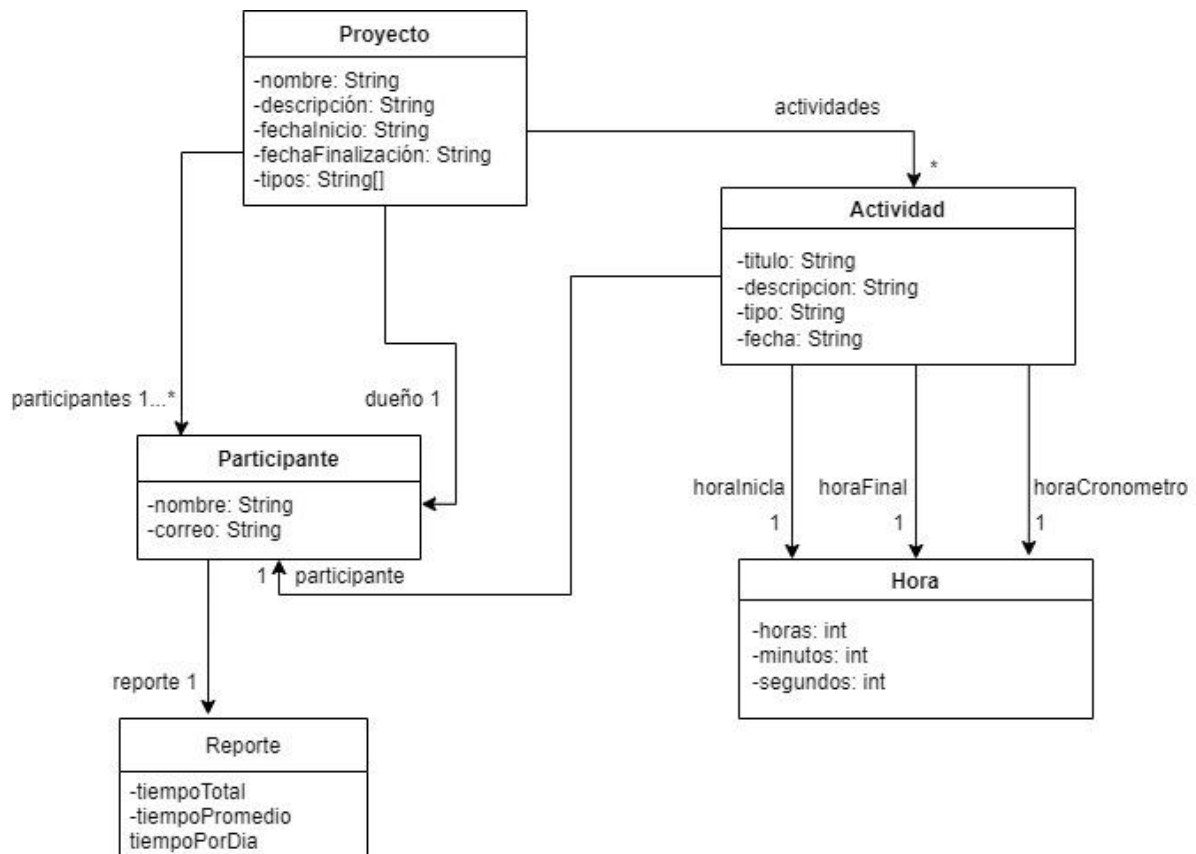 Proyecto
-nombre: String
-descripción: String
-fechaInicio: String
-fechaFinalización: String
-tipos: String[]
actividades
*
Actividad
-titulo: String
-descripcion: String
-tipo: String
-fecha: String
participantes 1...*
dueño 1
Participante
-nombre: String
-correo: String
1
participante
horaInicla
1
horaFinal
1
horaCronometro
1
Hora
-horas: int
-minutos: int
-segundos: int
reporte 1
Reporte
-tiempoTotal
-tiempoPromedio
tiempoPorDia